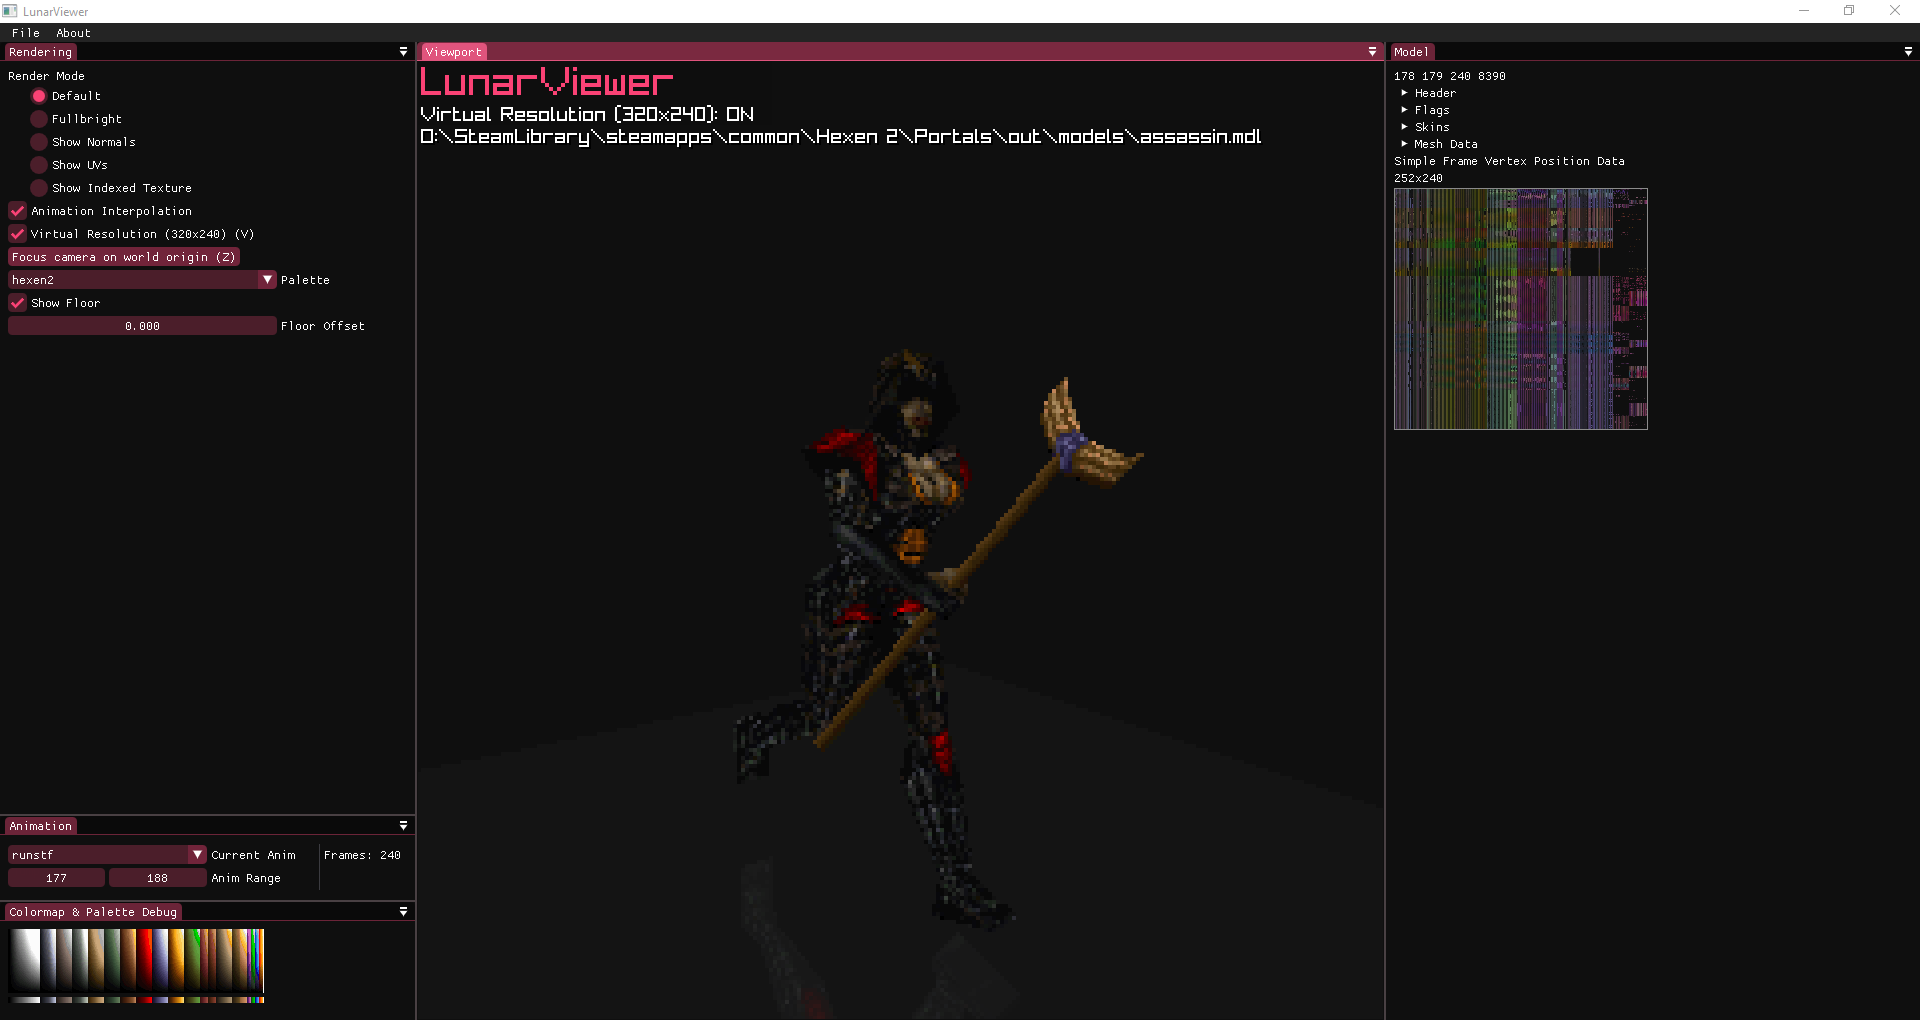 LunarViewer
File About
Rendering
Render Mode
Default
Fullbright
Show Normals
Show UVs
Show Indexed Texture
Animation Interpolation
Virtual Resolution (320x240) (V)
Focus camera on world origin (Z)
hexen2 Palette
Show Floor
0.000 Floor Offset
Animation
runstf Current Anim Frames: 240
177 188 Anim Range
Colormap & Palette Debug
Viewport
LunarViewer
Virtual Resolution (320x240): ON
D:\SteamLibrary\steamapps\common\Hexen 2\Portals\out\models\assassin.mdl
Model
178 179 240 8390
Header
Flags
Skins
Mesh Data
Simple Frame Vertex Position Data
252x240